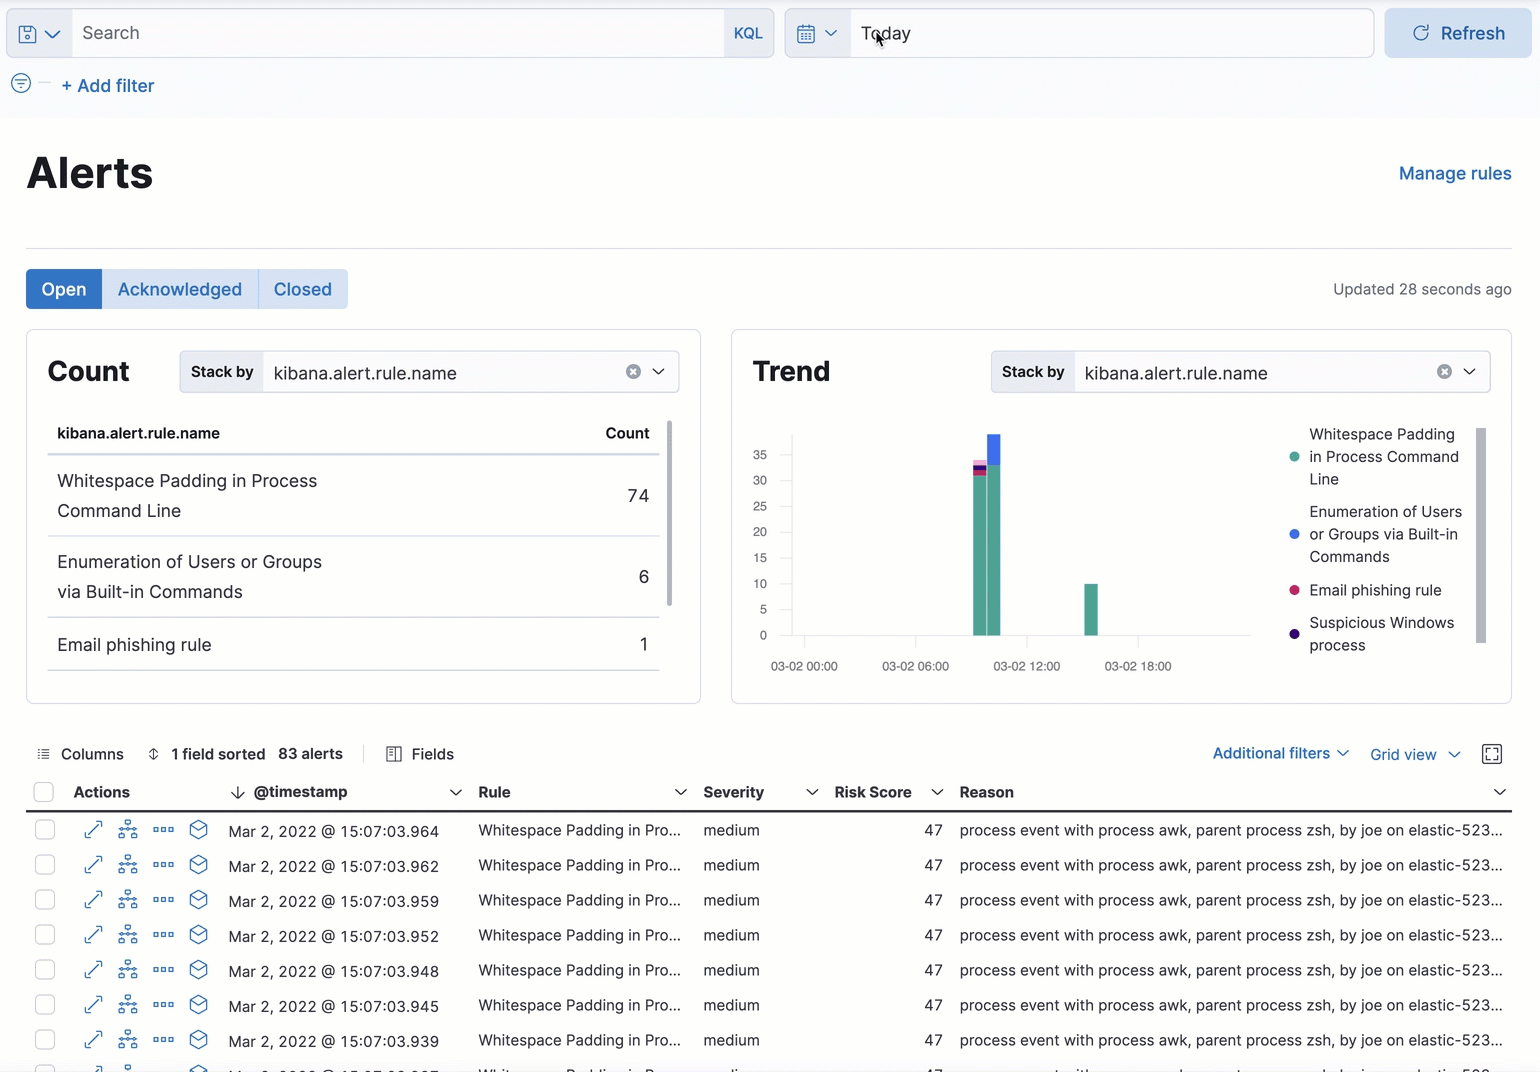 Search KQL Today Refresh
+ Add filter
Alerts
Manage rules
Open Acknowledged Closed
Updated 28 seconds ago
Count Stack by kibana.alert.rule.name
kibana.alert.rule.name Count
Whitespace Padding in Process
Command Line
74
Enumeration of Users or Groups
via Built-in Commands
6
Email phishing rule 1
Trend Stack by kibana.alert.rule.name
35
30
25
20
15
10
5
0
03-02 00:00 03-02 06:00 03-02 12:00 03-02 18:00
Whitespace Padding
in Process Command
Line
Enumeration of Users
or Groups via Built-in
Commands
Email phishing rule
Suspicious Windows
process
Columns 1 field sorted 83 alerts Fields Additional filters Grid view
Actions @timestamp Rule Severity Risk Score Reason
Mar 2, 2022 @ 15:07:03.964 Whitespace Padding in Pro... medium 47 process event with process awk, parent process zsh, by joe on elastic-523...
Mar 2, 2022 @ 15:07:03.962 Whitespace Padding in Pro... medium 47 process event with process awk, parent process zsh, by joe on elastic-523...
Mar 2, 2022 @ 15:07:03.959 Whitespace Padding in Pro... medium 47 process event with process awk, parent process zsh, by joe on elastic-523...
Mar 2, 2022 @ 15:07:03.952 Whitespace Padding in Pro... medium 47 process event with process awk, parent process zsh, by joe on elastic-523...
Mar 2, 2022 @ 15:07:03.948 Whitespace Padding in Pro... medium 47 process event with process awk, parent process zsh, by joe on elastic-523...
Mar 2, 2022 @ 15:07:03.945 Whitespace Padding in Pro... medium 47 process event with process awk, parent process zsh, by joe on elastic-523...
Mar 2, 2022 @ 15:07:03.939 Whitespace Padding in Pro... medium 47 process event with process awk, parent process zsh, by joe on elastic-523...